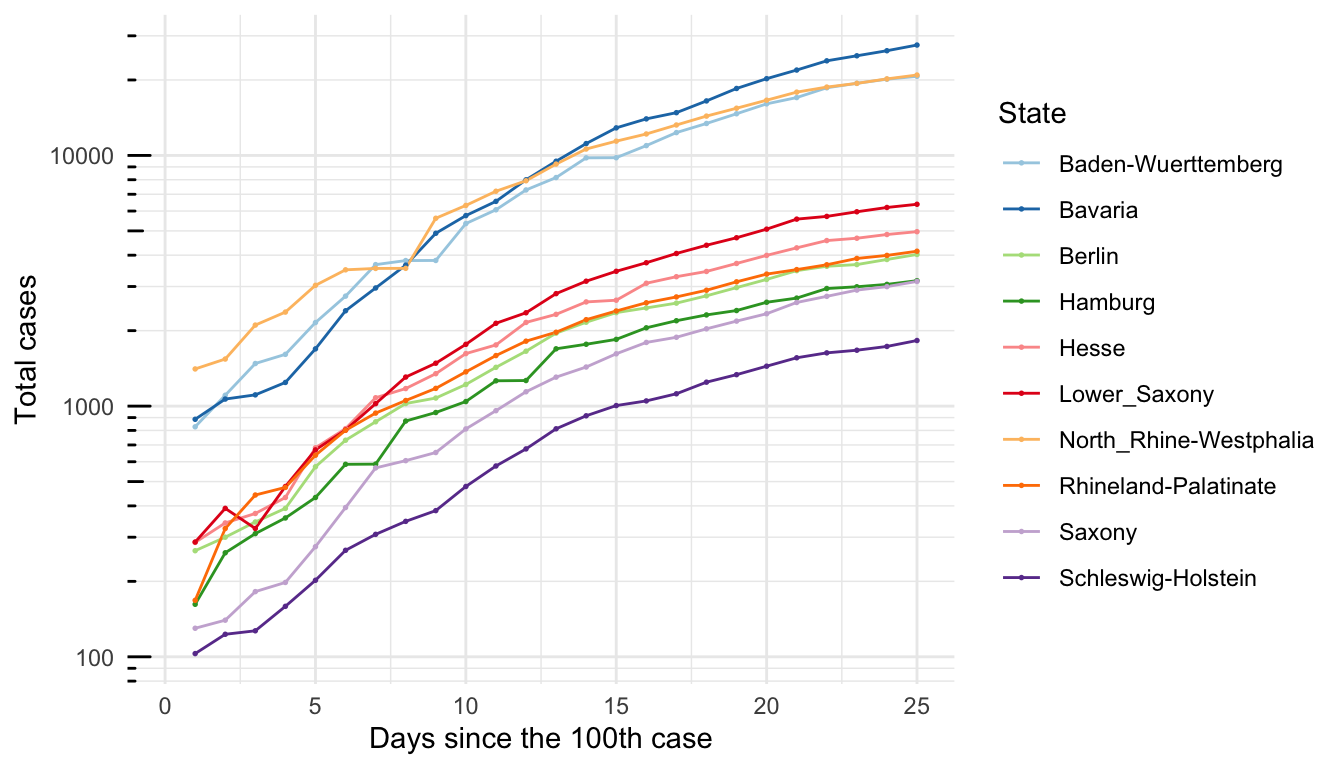 Total cases
10000
1000
100
0 5 10 15 20 25
Days since the 100th case
State
Baden-Wuerttemberg
Bavaria
Berlin
Hamburg
Hesse
Lower_Saxony
North_Rhine-Westphalia
Rhineland-Palatinate
Saxony
Schleswig-Holstein